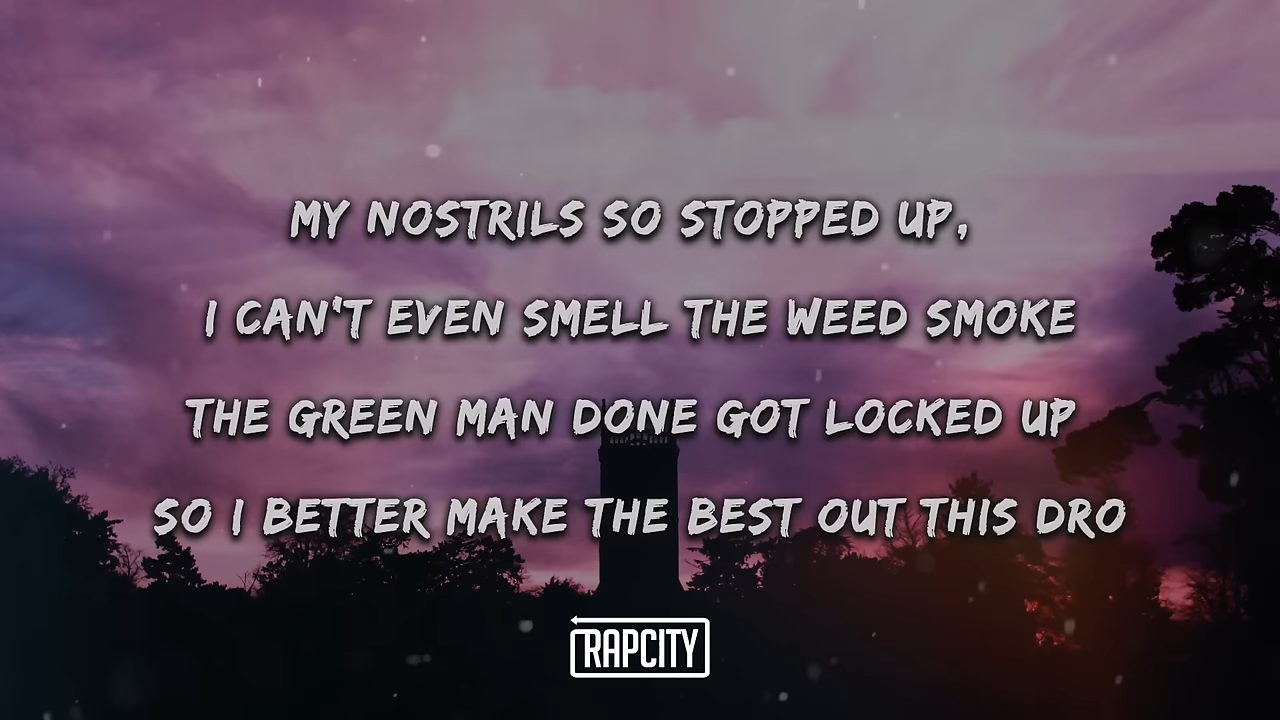 MY NOSTRILS SO STOPPED UP,
I CAN'T EVEN SMELL THE WEED SMOKE
THE GREEN MAN DONE GOT LOCKED UP
SO I BETTER MAKE THE BEST OUT THIS DRO
RAPCITY